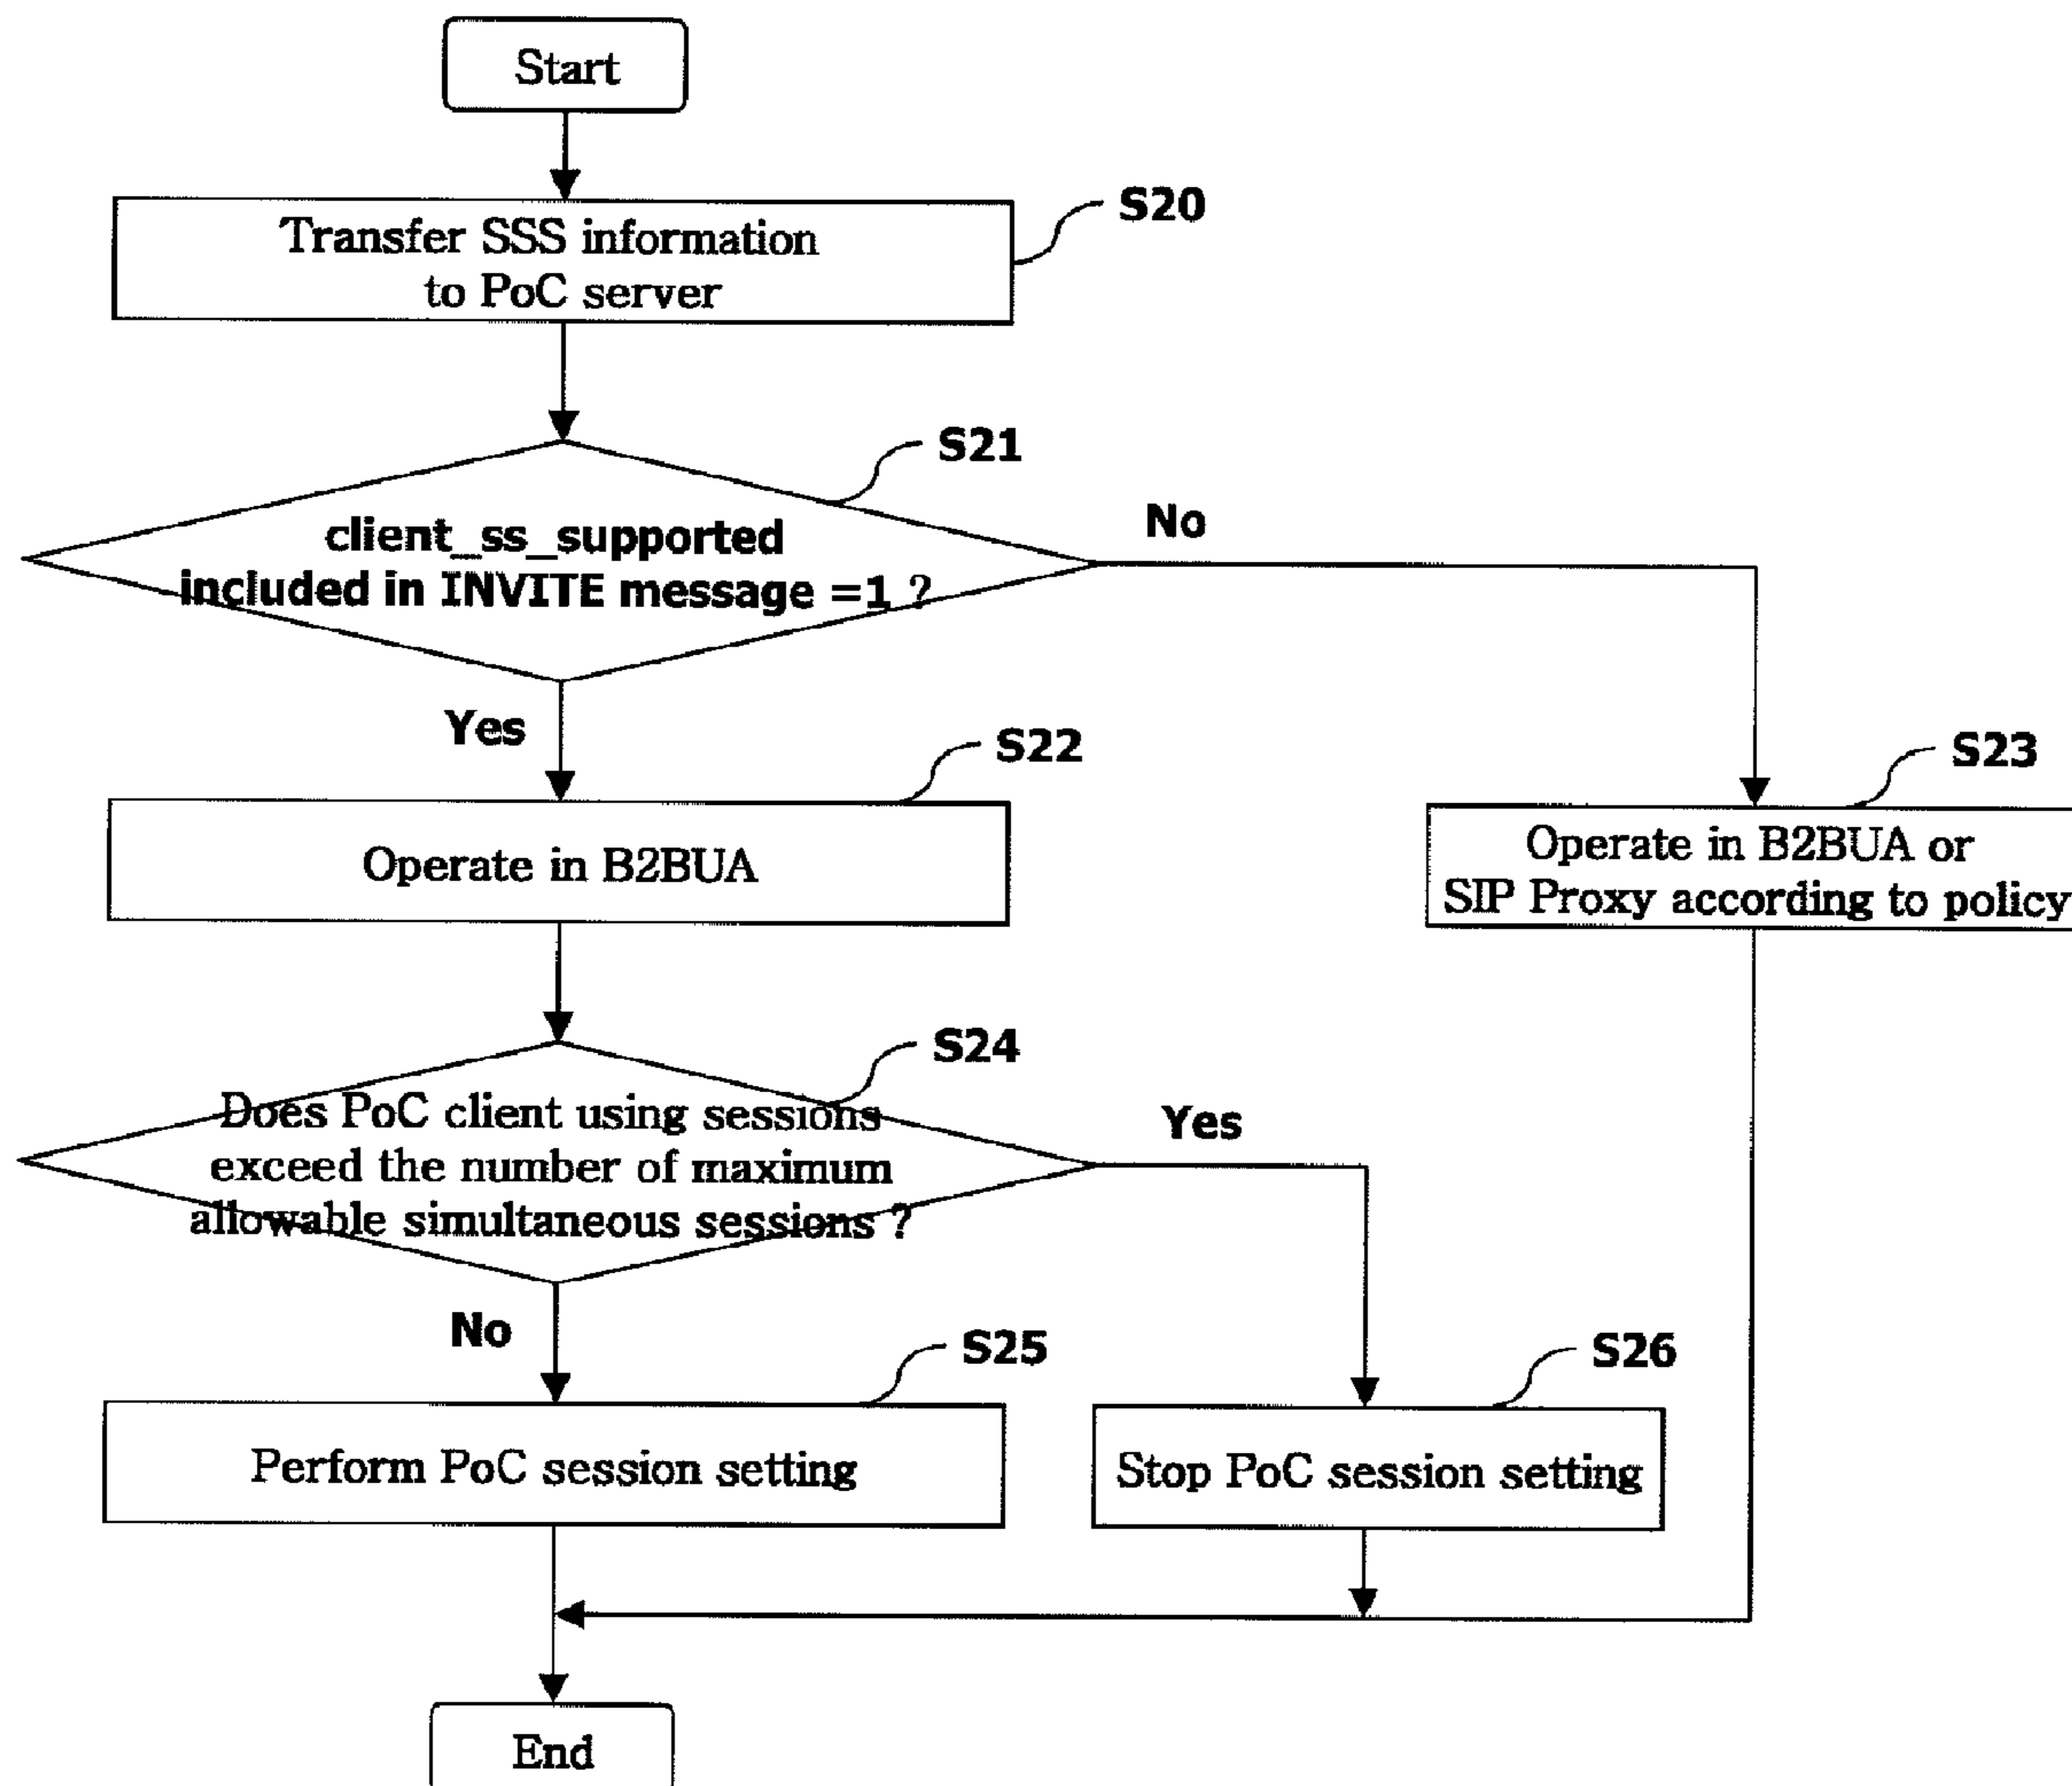 Start
Transfer SSS information
to PoC server
S20
client_ss_supported
included in INVITE message =1 ?
S21
No
Yes
Operate in B2BUA
S22
Operate in B2BUA or
SIP Proxy according to policy
S23
Does PoC client using sessions
exceed the number of maximum
allowable simultaneous sessions ?
S24
Yes
No
Perform PoC session setting
S25
Stop PoC session setting
S26
End